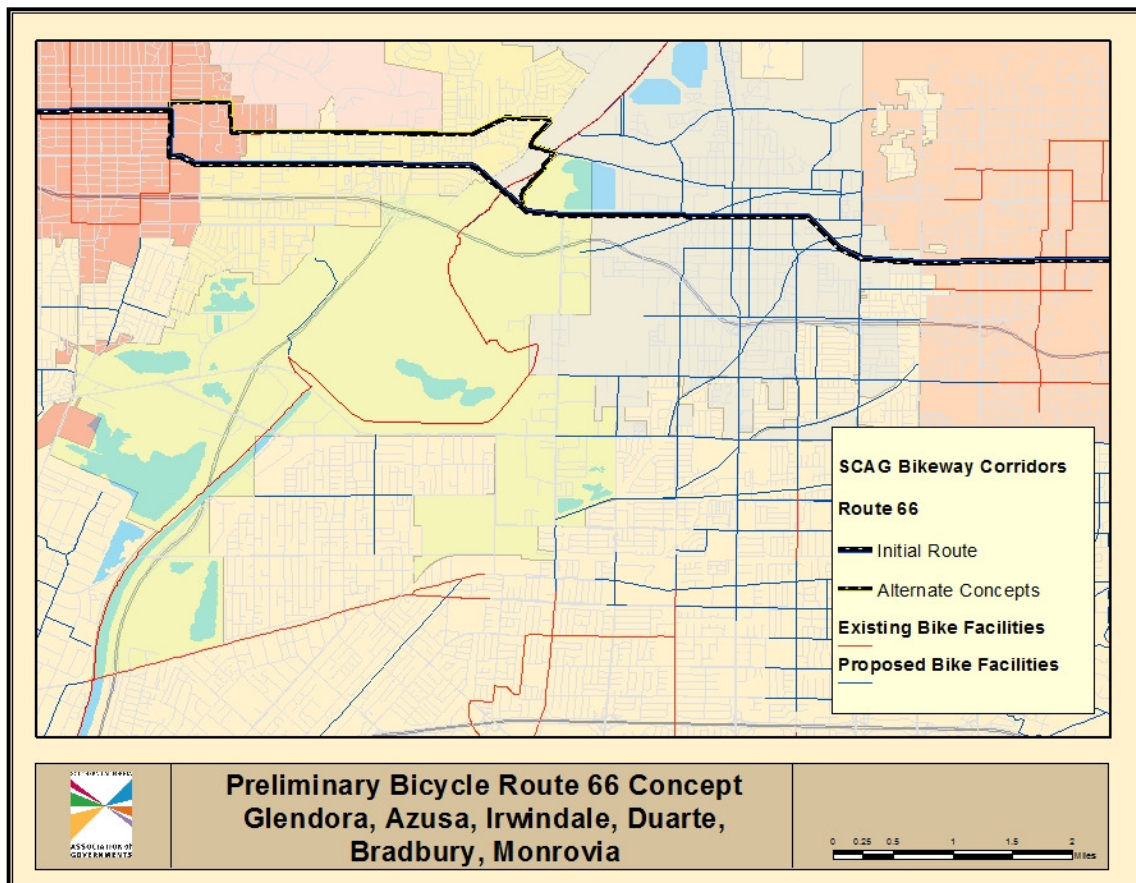 SCAG Bikeway Corridors
Route 66
Initial Route
Alternate Concepts
Existing Bike Facilities
Proposed Bike Facilities
SOUTHERN CALIFORNIA
ASSOCIATION of
GOVERNMENTS
Preliminary Bicycle Route 66 Concept
Glendora, Azusa, Irwindale, Duarte,
Bradbury, Monrovia
0 0.25 0.5 1 1.5 2
Miles